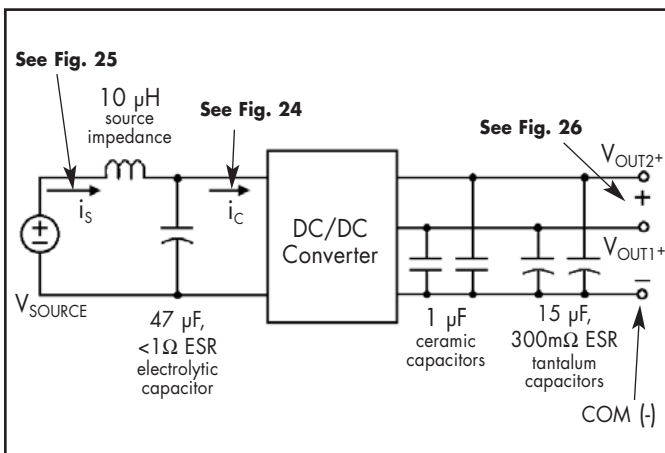 See Fig. 25
10 µH
source
impedance
See Fig. 24
See Fig. 26
VOUT2+
+
iS
iC
DC/DC
Converter
VOUT1+
–
VSOURCE
47 µF,
<1Ω ESR
electrolytic
capacitor
1 µF
ceramic
capacitors
15 µF,
300mΩ ESR
tantalum
capacitors
COM (-)